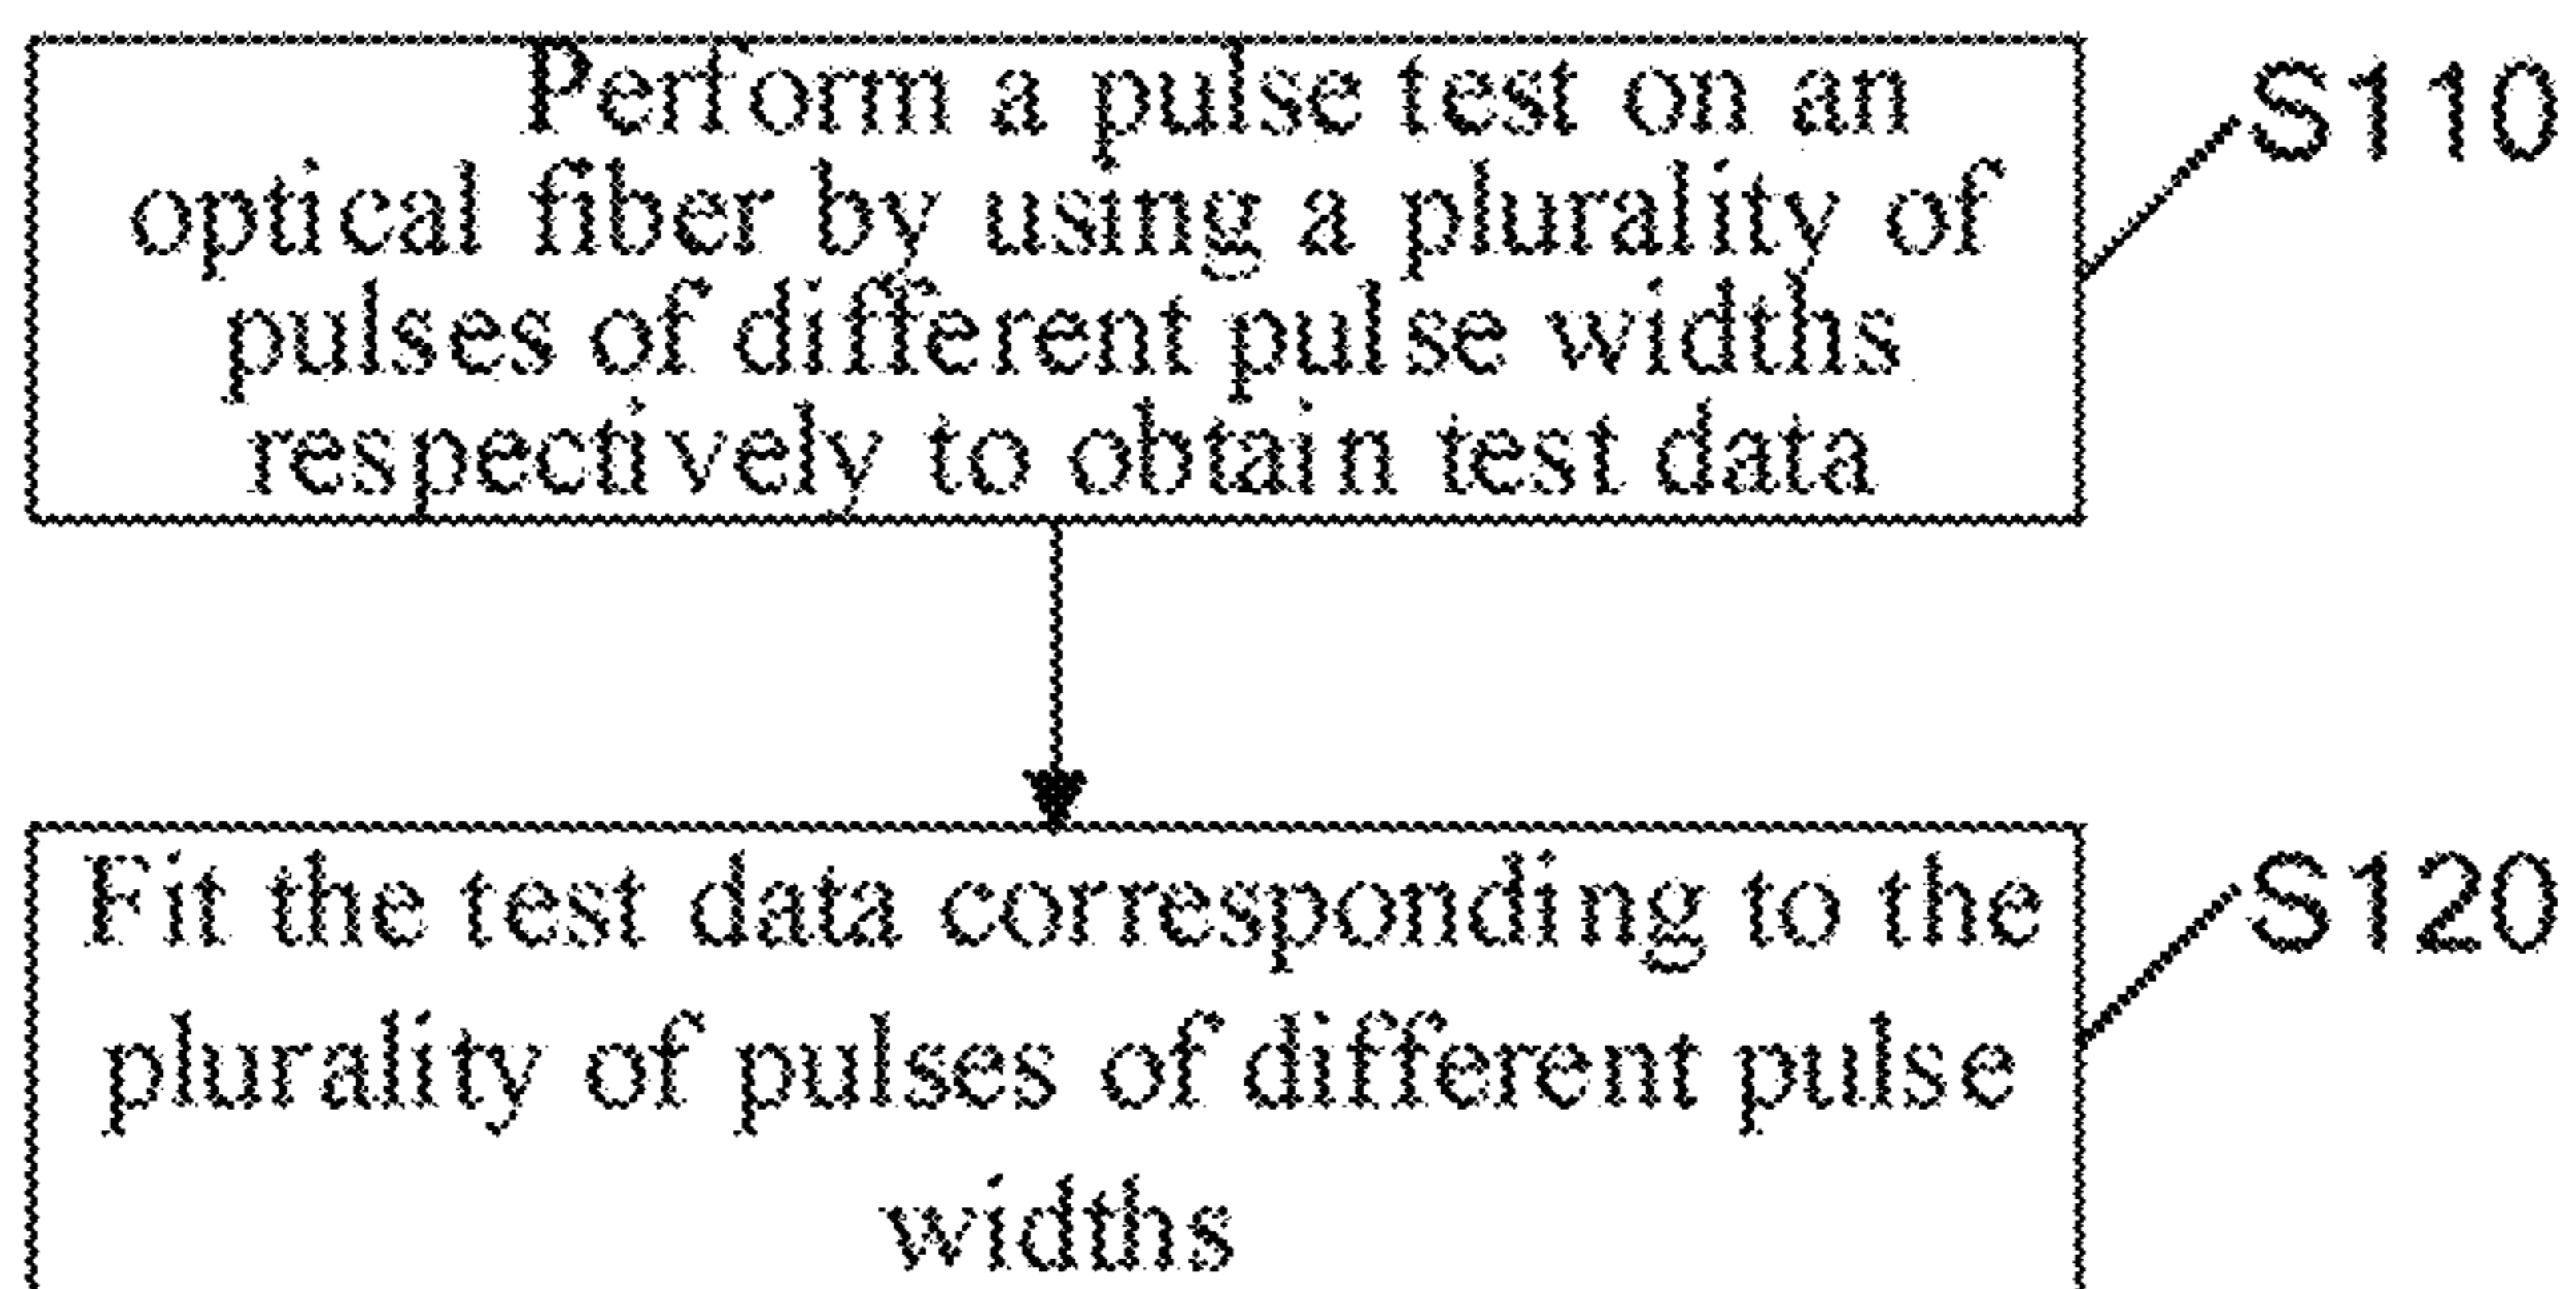 Perform a pulse test on an
optical fiber by using a plurality of
pulses of different pulse widths
respectively to obtain test data
S110
Fit the test data corresponding to the
plurality of pulses of different pulse
widths
S120